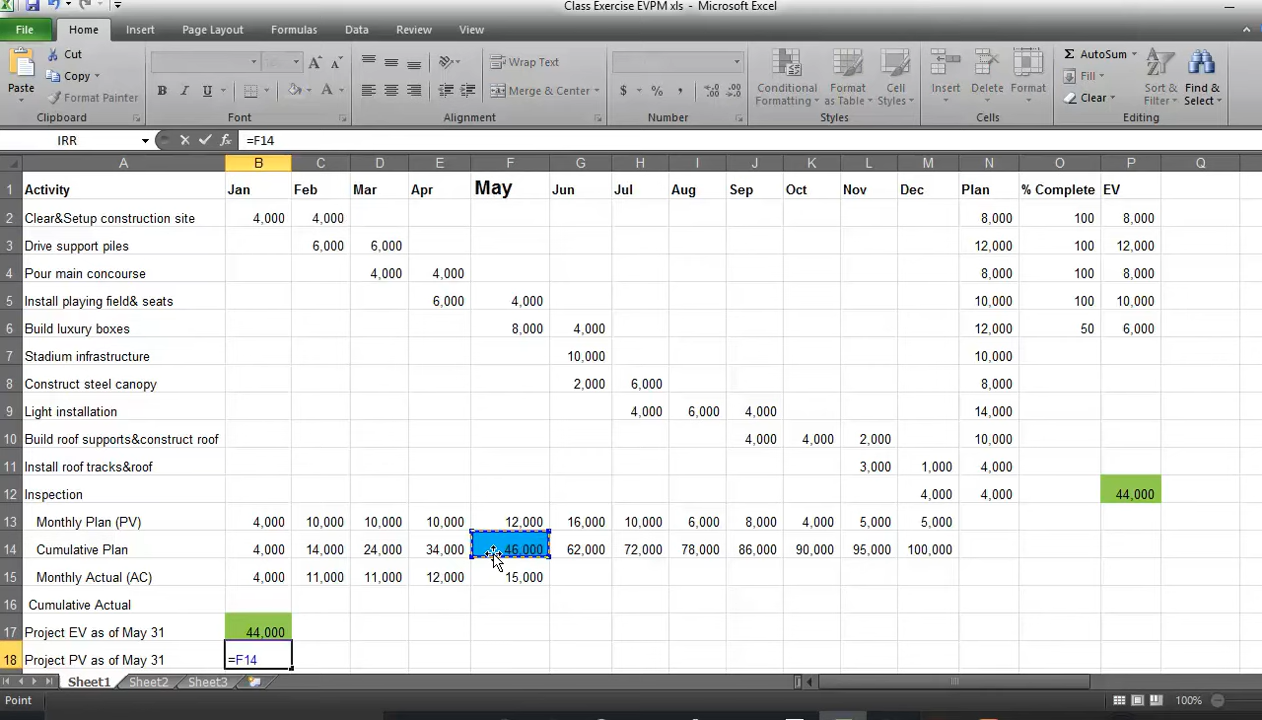 Class Exercise EVPM xls - Microsoft Excel
File Home Insert Page Layout Formulas Data Review View
Paste
Cut
Copy
Format Painter
Clipboard
B I U
Font
Wrap Text
Merge & Center
Alignment
$ % ,
Number
Conditional Formatting
Format as Table
Cell Styles
Styles
Insert Delete Format
Cells
AutoSum
Fill
Clear
Sort & Filter
Find & Select
Editing
IRR fx =F14
A B C D E F G H I J K L M N O P Q
1 Activity Jan Feb Mar Apr May Jun Jul Aug Sep Oct Nov Dec Plan % Complete EV
2 Clear&Setup construction site 4,000 4,000 8,000 100 8,000
3 Drive support piles 6,000 6,000 12,000 100 12,000
4 Pour main concourse 4,000 4,000 8,000 100 8,000
5 Install playing field& seats 6,000 4,000 10,000 100 10,000
6 Build luxury boxes 8,000 4,000 12,000 50 6,000
7 Stadium infrastructure 10,000 10,000
8 Construct steel canopy 2,000 6,000 8,000
9 Light installation 4,000 6,000 4,000 14,000
10 Build roof supports&construct roof 4,000 4,000 2,000 10,000
11 Install roof tracks&roof 3,000 1,000 4,000
12 Inspection 4,000 4,000 44,000
13 Monthly Plan (PV) 4,000 10,000 10,000 10,000 12,000 16,000 10,000 6,000 8,000 4,000 5,000 5,000
14 Cumulative Plan 4,000 14,000 24,000 34,000 46,000 62,000 72,000 78,000 86,000 90,000 95,000 100,000
15 Monthly Actual (AC) 4,000 11,000 11,000 12,000 15,000
16 Cumulative Actual
17 Project EV as of May 31 44,000
18 Project PV as of May 31 =F14
Sheet1 Sheet2 Sheet3
Point 100%